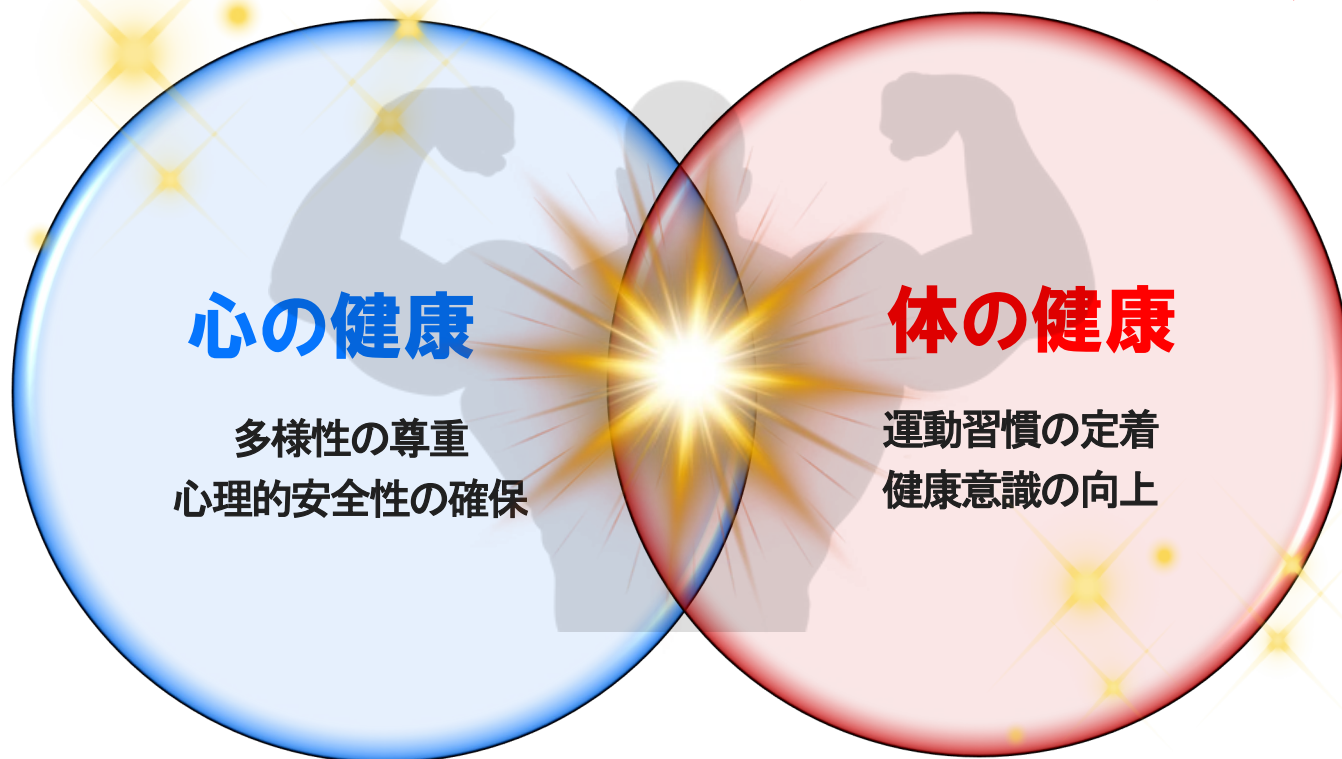 心の健康
多様性の尊重
心理的安全性の確保
体の健康
運動習慣の定着
健康意識の向上